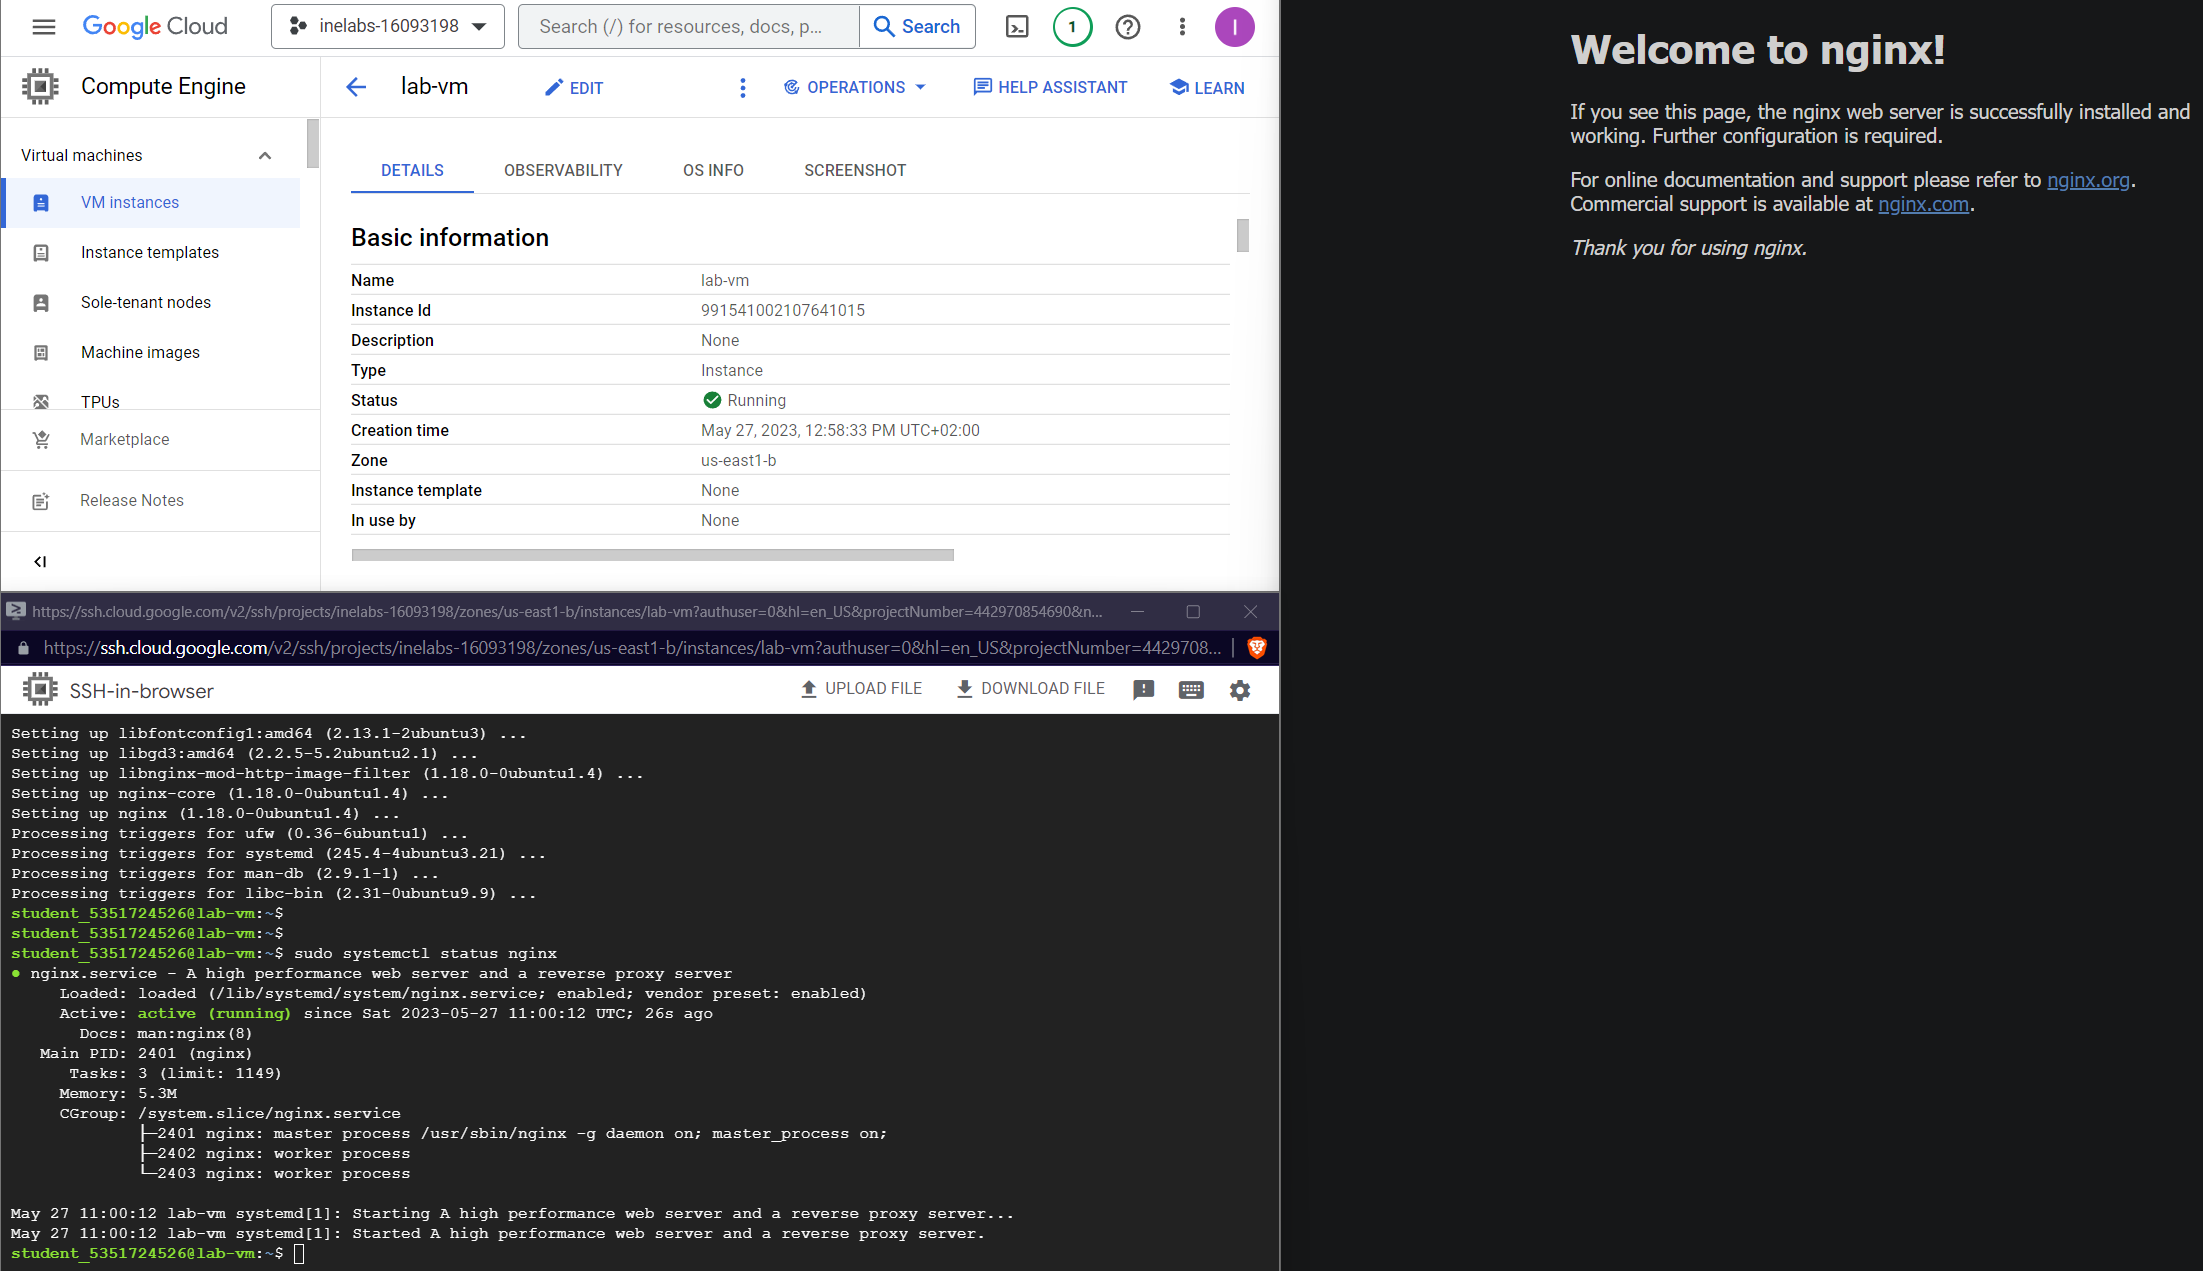 Google Cloud
inelabs-16093198
Search (/) for resources, docs, p...
Search
1
I
Compute Engine
lab-vm
EDIT
OPERATIONS
HELP ASSISTANT
LEARN
Virtual machines
VM instances
Instance templates
Sole-tenant nodes
Machine images
TPUs
Marketplace
Release Notes
DETAILS
OBSERVABILITY
OS INFO
SCREENSHOT
Basic information
Name lab-vm
Instance Id 991541002107641015
Description None
Type Instance
Status Running
Creation time May 27, 2023, 12:58:33 PM UTC+02:00
Zone us-east1-b
Instance template None
In use by None
https://ssh.cloud.google.com/v2/ssh/projects/inelabs-16093198/zones/us-east1-b/instances/lab-vm?authuser=0&hl=en_US&projectNumber=442970854690&n...
https://ssh.cloud.google.com/v2/ssh/projects/inelabs-16093198/zones/us-east1-b/instances/lab-vm?authuser=0&hl=en_US&projectNumber=4429708...
SSH-in-browser
UPLOAD FILE
DOWNLOAD FILE
Setting up libfontconfig1:amd64 (2.13.1-2ubuntu3) ...
Setting up libgd3:amd64 (2.2.5-5.2ubuntu2.1) ...
Setting up libnginx-mod-http-image-filter (1.18.0-0ubuntu1.4) ...
Setting up nginx-core (1.18.0-0ubuntu1.4) ...
Setting up nginx (1.18.0-0ubuntu1.4) ...
Processing triggers for ufw (0.36-6ubuntu1) ...
Processing triggers for systemd (245.4-4ubuntu3.21) ...
Processing triggers for man-db (2.9.1-1) ...
Processing triggers for libc-bin (2.31-0ubuntu9.9) ...
student_5351724526@lab-vm:~$
student_5351724526@lab-vm:~$
student_5351724526@lab-vm:~$ sudo systemctl status nginx
● nginx.service - A high performance web server and a reverse proxy server
Loaded: loaded (/lib/systemd/system/nginx.service; enabled; vendor preset: enabled)
Active: active (running) since Sat 2023-05-27 11:00:12 UTC; 26s ago
Docs: man:nginx(8)
Main PID: 2401 (nginx)
Tasks: 3 (limit: 1149)
Memory: 5.3M
CGroup: /system.slice/nginx.service
├─2401 nginx: master process /usr/sbin/nginx -g daemon on; master_process on;
├─2402 nginx: worker process
└─2403 nginx: worker process
May 27 11:00:12 lab-vm systemd[1]: Starting A high performance web server and a reverse proxy server...
May 27 11:00:12 lab-vm systemd[1]: Started A high performance web server and a reverse proxy server.
student_5351724526@lab-vm:~$
Welcome to nginx!
If you see this page, the nginx web server is successfully installed and
working. Further configuration is required.
For online documentation and support please refer to nginx.org.
Commercial support is available at nginx.com.
Thank you for using nginx.